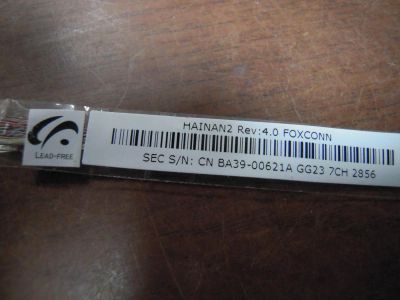 HAINAN2 Rev:4.0 FOXCONN
SEC S/N: CN BA39-00621A GG23 7CH 2856
LEAD-FREE